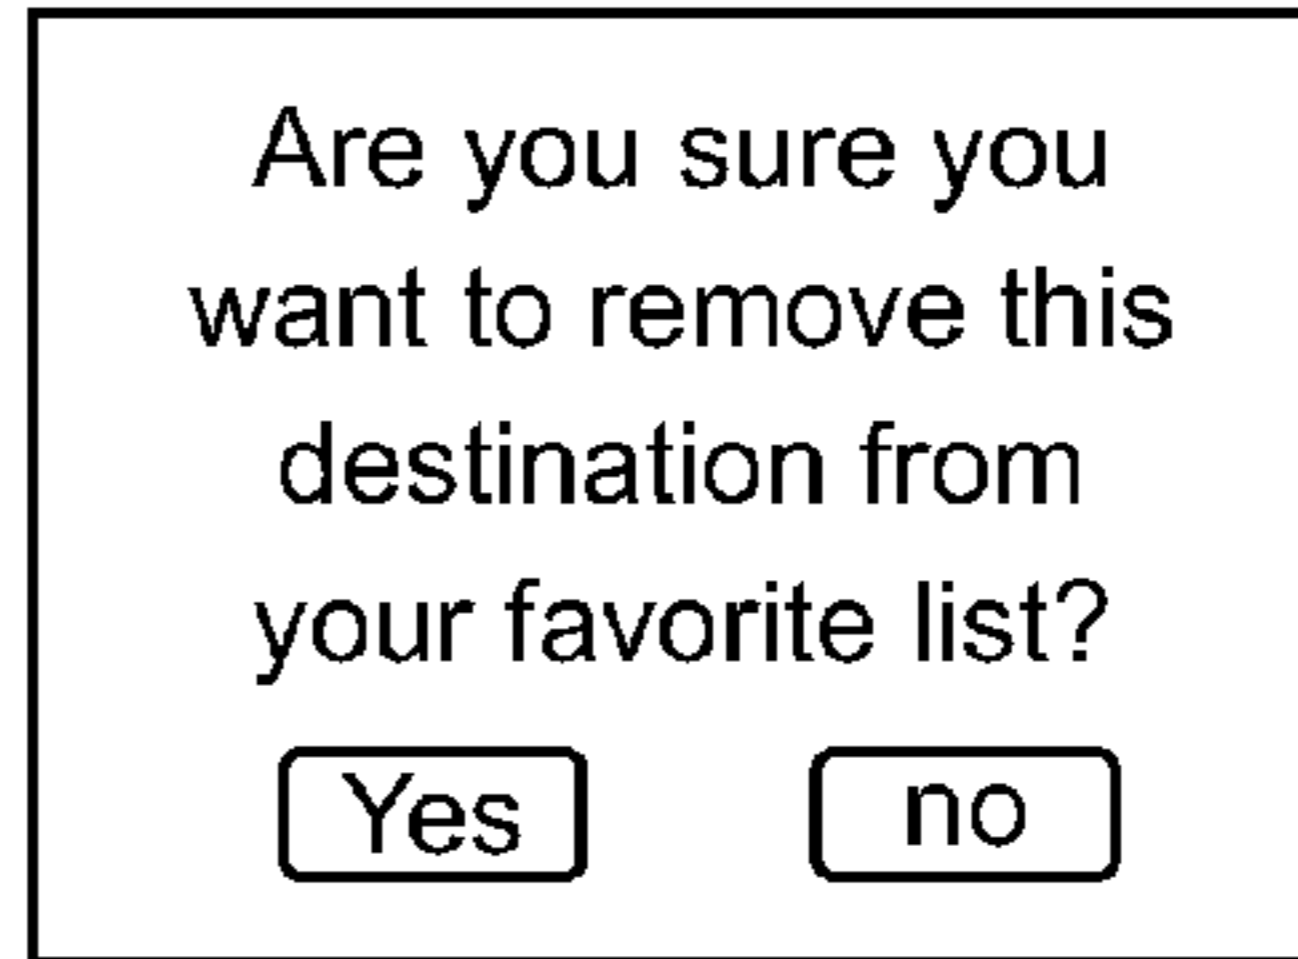 Are you sure you
want to remove this
destination from
your favorite list?
Yes no